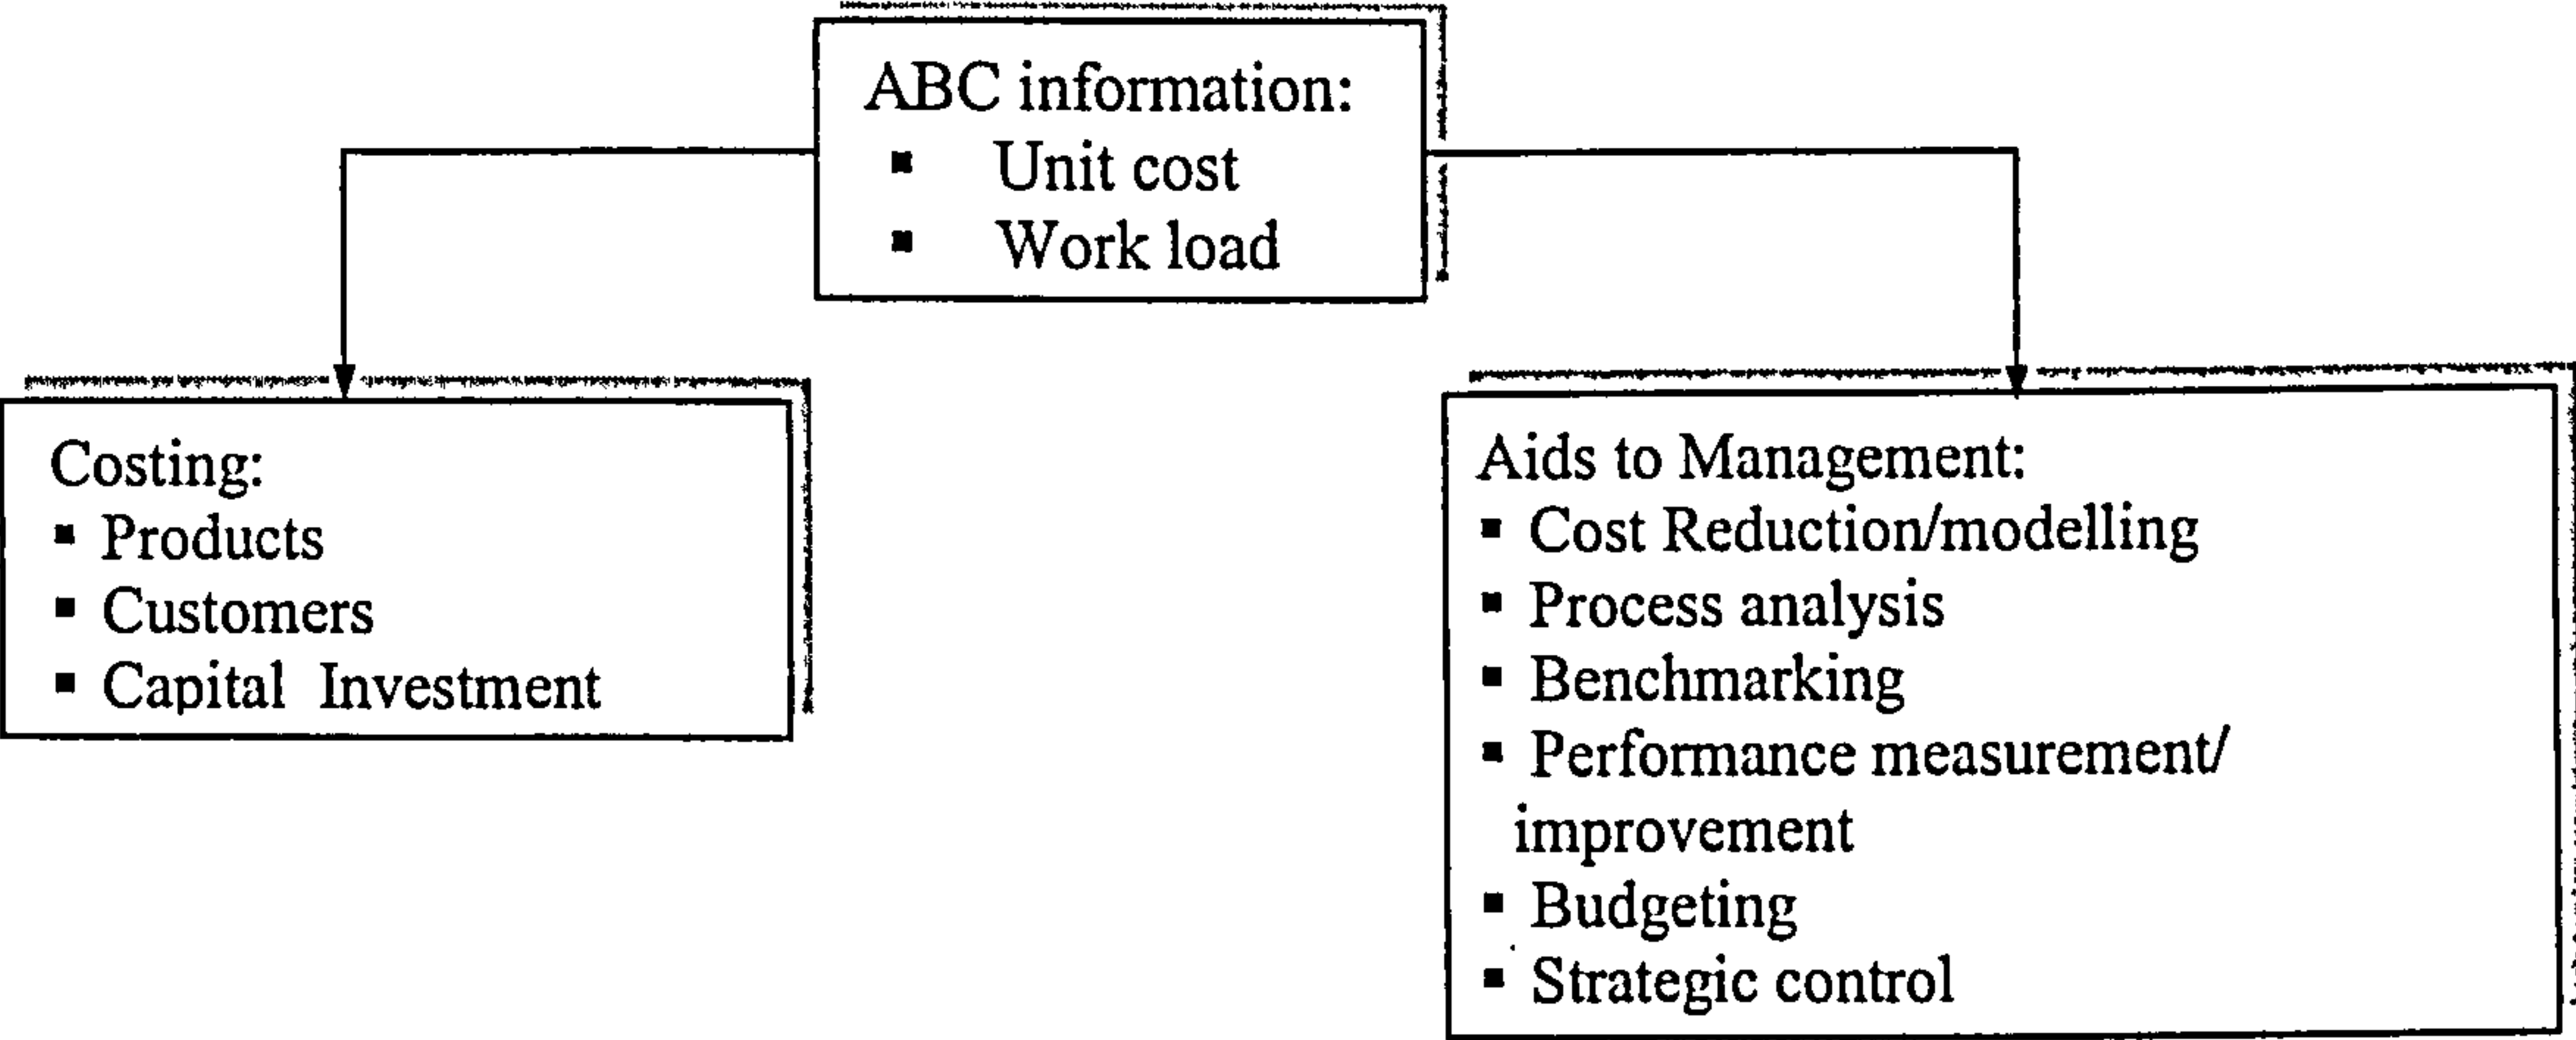 ABC information:
▪ Unit cost
▪ Work load
Costing:
▪ Products
▪ Customers
▪ Capital Investment
Aids to Management:
▪ Cost Reduction/modelling
▪ Process analysis
▪ Benchmarking
▪ Performance measurement/
improvement
▪ Budgeting
▪ Strategic control